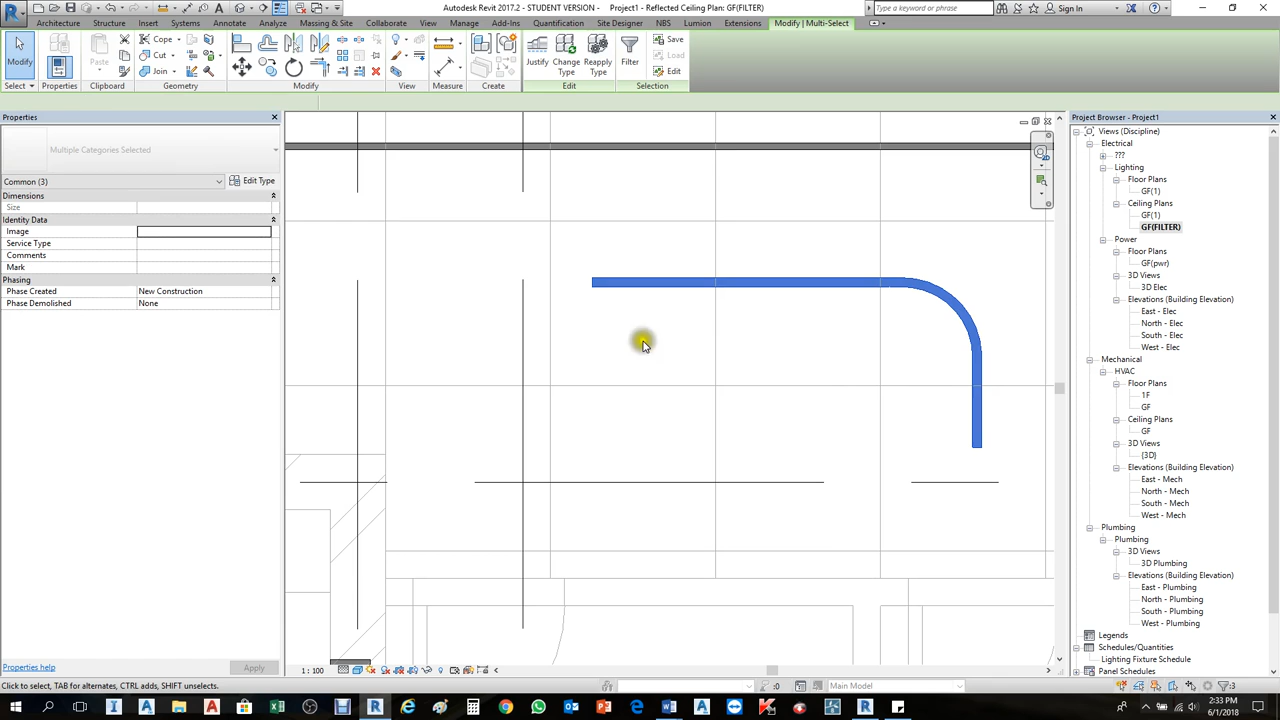 Autodesk Revit 2017.2 - STUDENT VERSION - Project1 - Reflected Ceiling Plan: GF(FILTER)
Type a keyword or phrase
Sign In
Architecture Structure Insert Systems Annotate Analyze Massing & Site Collaborate View Manage Add-Ins Quantification Site Designer NBS Lumion Extensions Modify | Multi-Select
Modify
Paste
Cope
Cut
Join
Justify
Change Type
Reapply Type
Filter
Save
Load
Edit
Select Properties Clipboard Geometry Modify View Measure Create Edit Selection
Properties
Multiple Categories Selected
Common (3)
Edit Type
Dimensions
Size
Identity Data
Image
Service Type
Comments
Mark
Phasing
Phase Created New Construction
Phase Demolished None
Properties help
Apply
Project Browser - Project1
Views (Discipline)
Electrical
???
Lighting
Floor Plans
GF(1)
Ceiling Plans
GF(1)
GF(FILTER)
Power
Floor Plans
GF(pwr)
3D Views
3D Elec
Elevations (Building Elevation)
East - Elec
North - Elec
South - Elec
West - Elec
Mechanical
HVAC
Floor Plans
1F
GF
Ceiling Plans
GF
3D Views
{3D}
Elevations (Building Elevation)
East - Mech
North - Mech
South - Mech
West - Mech
Plumbing
Plumbing
3D Views
3D Plumbing
Elevations (Building Elevation)
East - Plumbing
North - Plumbing
South - Plumbing
West - Plumbing
Legends
Schedules/Quantities
Lighting Fixture Schedule
Panel Schedules
1 : 100
Click to select, TAB for alternates, CTRL adds, SHIFT unselects.
:0
Main Model
:3
2:33 PM
6/1/2018